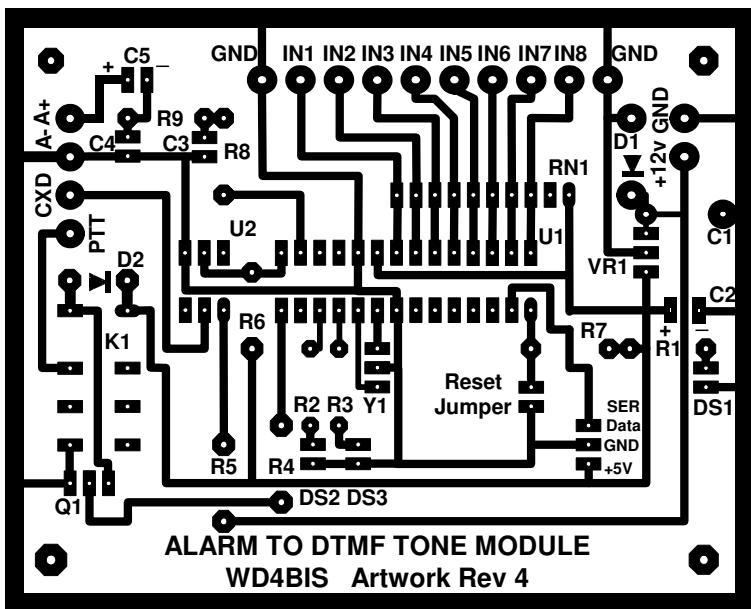 GND IN1 IN2 IN3 IN4 IN5 IN6 IN7 IN8 GND
+ C5 −
A- A+
R9
C4 C3
R8
D1
+12v GND
RN1
CXD
PTT
U2
U1
C1
VR1
D2
C2
K1
R6
R7
+ −
R1
DS1
Y1
Reset
Jumper
R2 R3
SER
Data
GND
+5V
R5 R4
Q1
DS2 DS3
ALARM TO DTMF TONE MODULE
WD4BIS Artwork Rev 4